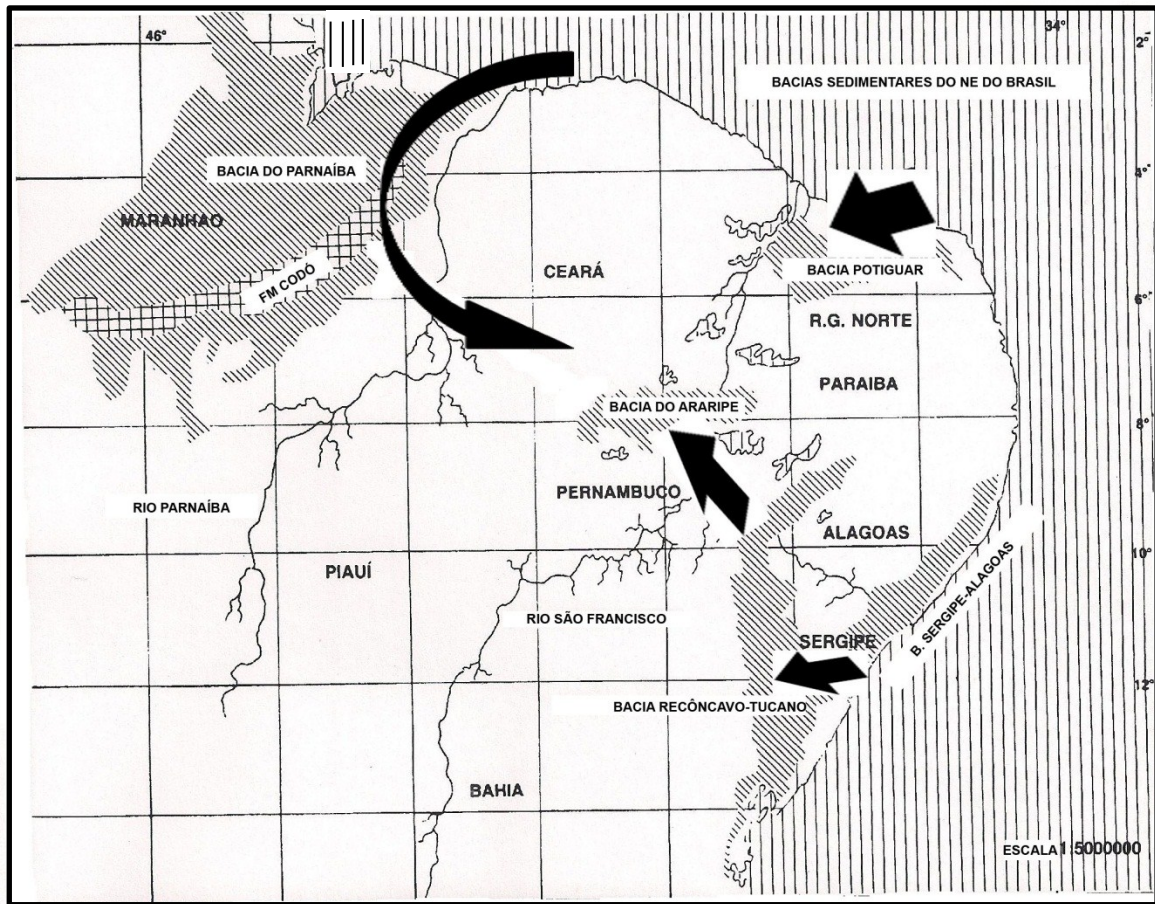 46°
34°
2°
BACIAS SEDIMENTARES DO NE DO BRASIL
BACIA DO PARNAÍBA
4°
MARANHAO
FM CODÓ
CEARÁ
BACIA POTIGUAR
6°
R.G. NORTE
PARAIBA
BACIA DO ARARIPE
8°
RIO PARNAÍBA
PERNAMBUCO
ALAGOAS
10°
PIAUÍ
RIO SÃO FRANCISCO
SERGIPE
B. SERGIPE-ALAGOAS
12°
BACIA RECÔNCAVO-TUCANO
BAHIA
ESCALA 1:5000000